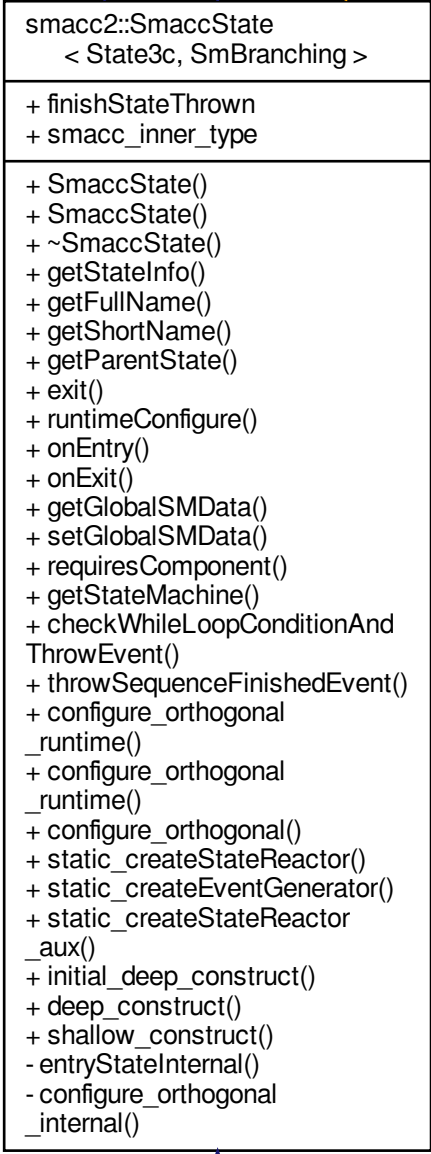 smacc2::SmaccState
< State3c, SmBranching >
+ finishStateThrown
+ smacc_inner_type
+ SmaccState()
+ SmaccState()
+ ~SmaccState()
+ getStateInfo()
+ getFullName()
+ getShortName()
+ getParentState()
+ exit()
+ runtimeConfigure()
+ onEntry()
+ onExit()
+ getGlobalSMData()
+ setGlobalSMData()
+ requiresComponent()
+ getStateMachine()
+ checkWhileLoopConditionAnd
ThrowEvent()
+ throwSequenceFinishedEvent()
+ configure_orthogonal
_runtime()
+ configure_orthogonal
_runtime()
+ configure_orthogonal()
+ static_createStateReactor()
+ static_createEventGenerator()
+ static_createStateReactor
_aux()
+ initial_deep_construct()
+ deep_construct()
+ shallow_construct()
- entryStateInternal()
- configure_orthogonal
_internal()